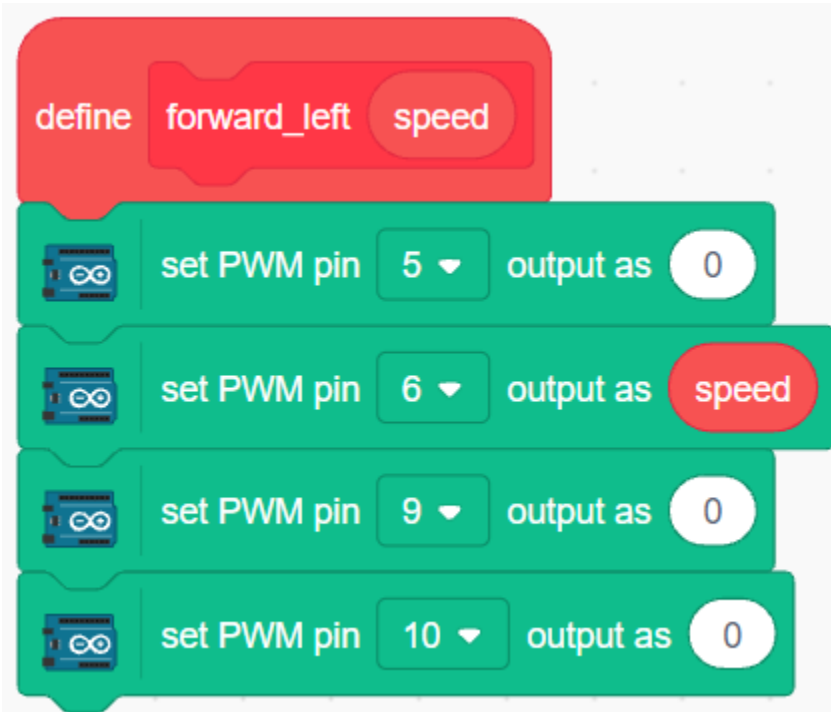 define forward_left speed
set PWM pin 5 output as 0
set PWM pin 6 output as speed
set PWM pin 9 output as 0
set PWM pin 10 output as 0